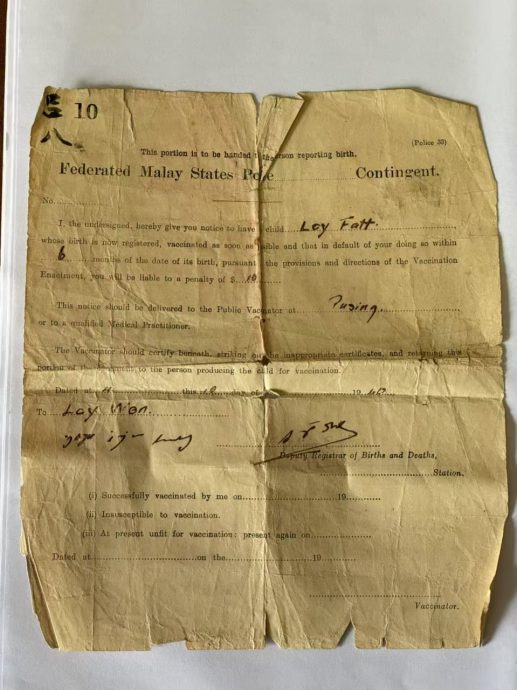 10
(Police 33)
This portion is to be handed the person reporting birth.
Federated Malay States Police Contingent.
No.
I, the undersigned, hereby give you notice to have child Loy Fatt.
whose birth is now registered, vaccinated as soon as possible and that in default of your doing so within
6 months of the date of its birth, pursuant the provisions and directions of the Vaccination
Enactment, you will be liable to a penalty of $ 10
This notice should be delivered to the Public Vaccinator at Pusing.
or to a qualified Medical Practitioner.
The Vaccinator should certify beneath, striking out the inappropriate certificates, and returning this
portion of the to the person producing the child for vaccination.
Dated at this day of 19 40
To Loy Won.
Deputy Registrar of Births and Deaths,
Station.
(i) Successfully vaccinated by me on 19
(ii) Insusceptible to vaccination.
(iii) At present unfit for vaccination: present again on
Dated at on the 19
Vaccinator.